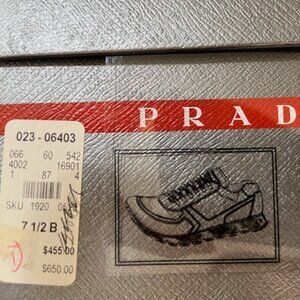 PRAD
023 - 06403
066 60 542
4002 16901
1 87 4
SKU 1920
7 1/2 B
$455.00
$650.00